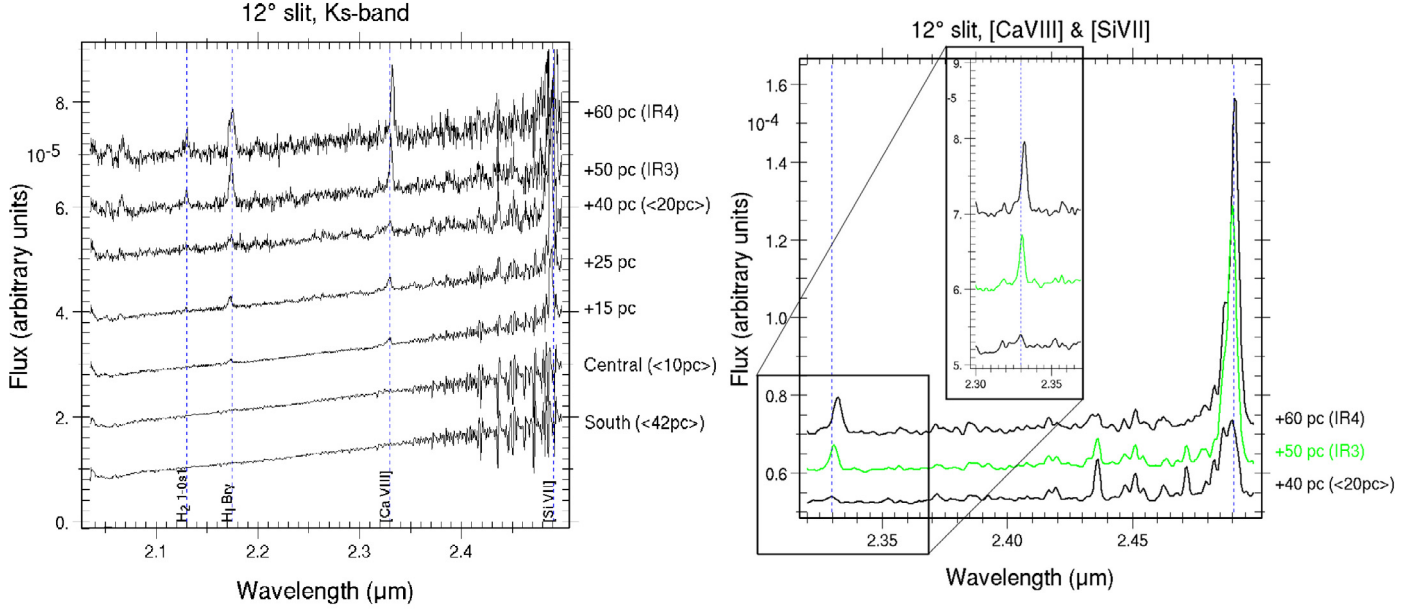 12° slit, Ks-band
8.
10⁻⁵
6.
4.
2.
0.
Flux (arbitrary units)
H₂ 1-0s1
HI Brγ
[Ca VIII]
[Si VII]
2.1
2.2
2.3
2.4
Wavelength (µm)
+60 pc (IR4)
+50 pc (IR3)
+40 pc (<20pc>)
+25 pc
+15 pc
Central (<10pc>)
South (<42pc>)
12° slit, [CaVIII] & [SiVII]
1.6
10⁻⁴
1.4
1.2
1.0
0.8
0.6
Flux (arbitrary units)
9.
-5
8.
7.
6.
5.
2.30
2.35
2.35
2.40
2.45
Wavelength (µm)
+60 pc (IR4)
+50 pc (IR3)
+40 pc (<20pc>)